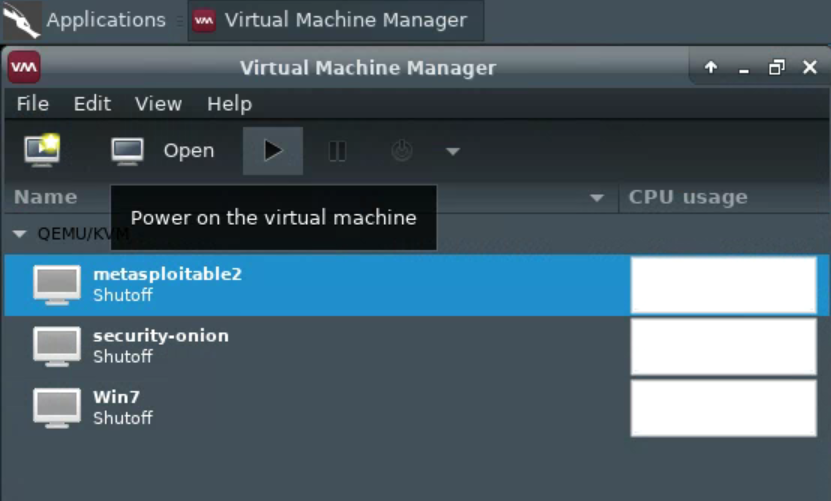 Applications
Virtual Machine Manager
Virtual Machine Manager
File Edit View Help
Open
Name CPU usage
Power on the virtual machine
QEMU/KVM
metasploitable2
Shutoff
security-onion
Shutoff
Win7
Shutoff